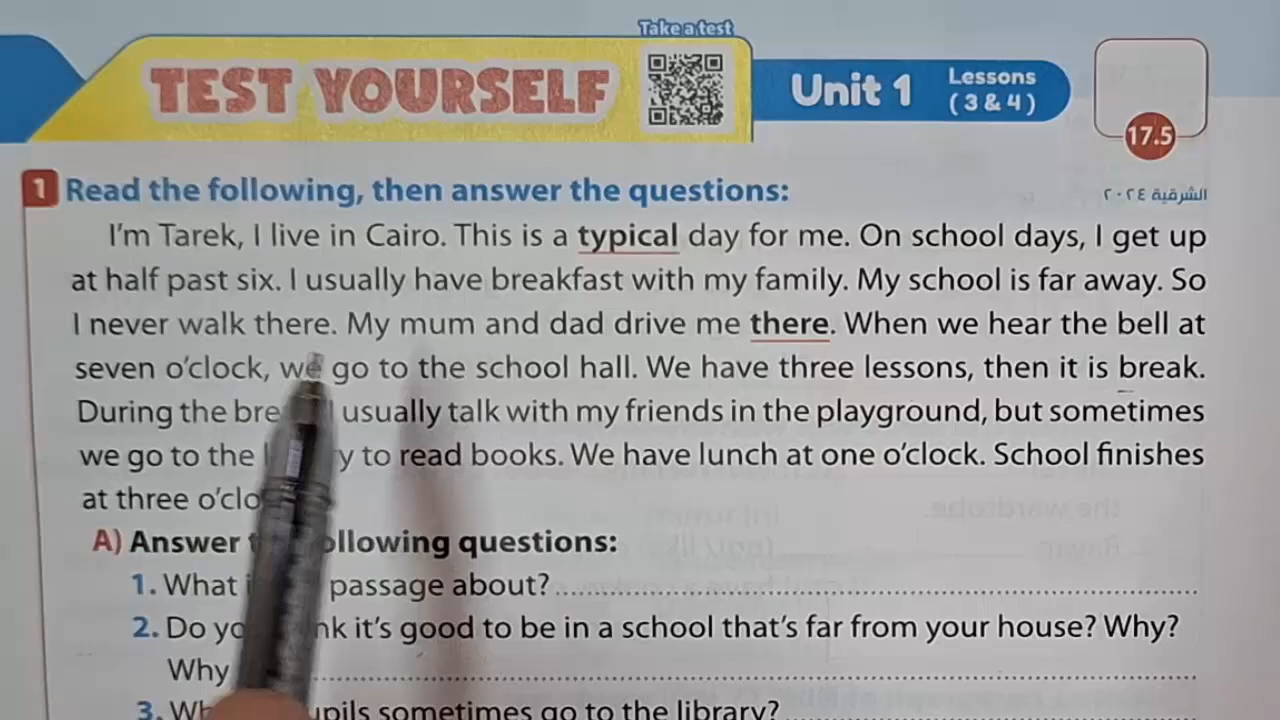 Take a test
TEST YOURSELF
Unit 1
Lessons
(3 & 4)
17.5
1 Read the following, then answer the questions:
الشرقية ٢٠٢٤
I'm Tarek, I live in Cairo. This is a typical day for me. On school days, I get up
at half past six. I usually have breakfast with my family. My school is far away. So
I never walk there. My mum and dad drive me there. When we hear the bell at
seven o'clock, we go to the school hall. We have three lessons, then it is break.
During the usually talk with my friends in the playground, but sometimes
we go to the to read books. We have lunch at one o'clock. School finishes
at three
A) Answer following questions:
1. What passage about?
2. Do it's good to be in a school that's far from your house? Why?
Why
3. sometimes go to the library?